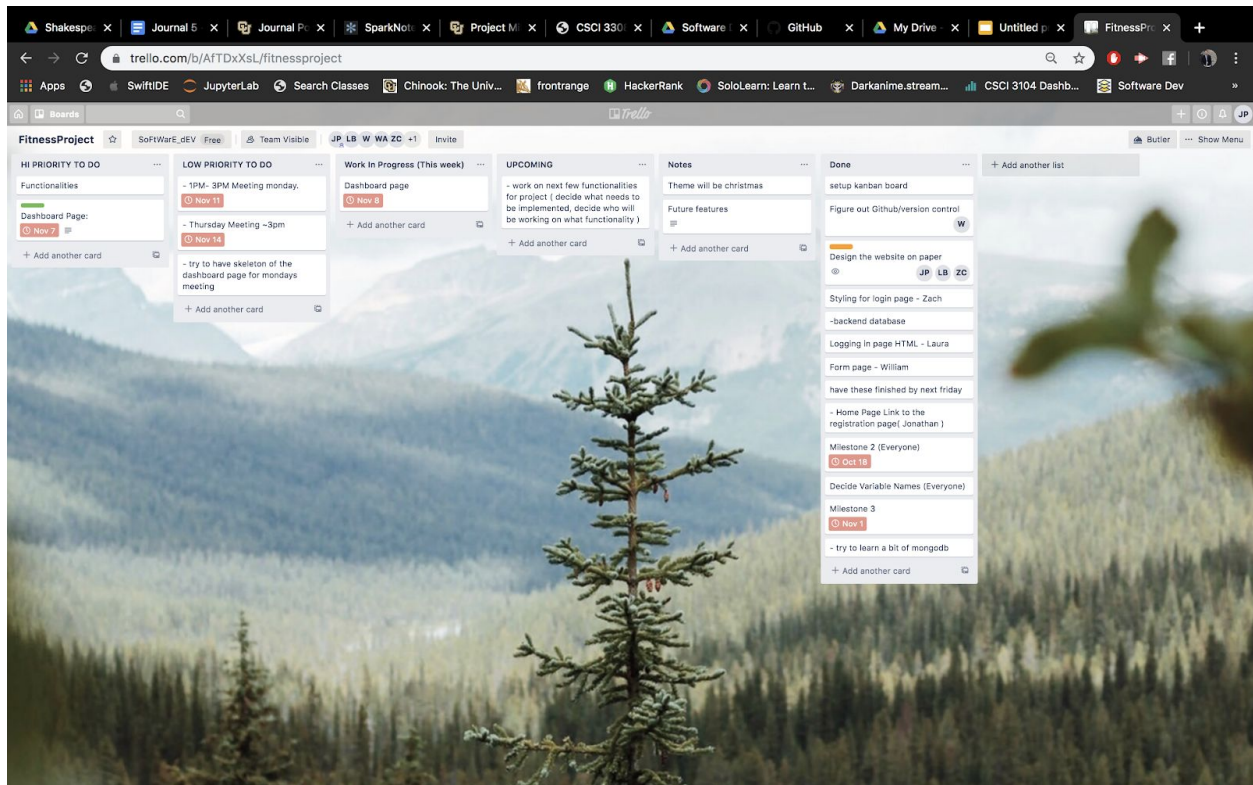 Shakespe
Journal 5
Journal Po
SparkNote
Project Mi
CSCI 330
Software
GitHub
My Drive -
Untitled p
FitnessPro
trello.com/b/AfTDxXsL/fitnessproject
Apps
SwiftIDE
JupyterLab
Search Classes
Chinook: The Univ...
frontrange
HackerRank
SoloLearn: Learn t...
Darkanime.stream...
CSCI 3104 Dashb...
Software Dev
»
Boards
Trello
JP
FitnessProject
SoFtWarE_dEV Free
Team Visible
JP LB W WA ZC +1
Invite
Butler
... Show Menu
HI PRIORITY TO DO
Functionalities
Dashboard Page:
Nov 7
+ Add another card
LOW PRIORITY TO DO
- 1PM- 3PM Meeting monday.
Nov 11
- Thursday Meeting ~3pm
Nov 14
- try to have skeleton of the
dashboard page for mondays
meeting
+ Add another card
Work In Progress (This week)
Dashboard page
Nov 8
+ Add another card
UPCOMING
- work on next few functionalities
for project ( decide what needs to
be implemented, decide who will
be working on what functionality )
+ Add another card
Notes
Theme will be christmas
Future features
+ Add another card
Done
setup kanban board
Figure out Github/version control
W
Design the website on paper
JP LB ZC
Styling for login page - Zach
-backend database
Logging in page HTML - Laura
Form page - William
have these finished by next friday
- Home Page Link to the
registration page( Jonathan )
Milestone 2 (Everyone)
Oct 16
Decide Variable Names (Everyone)
Milestone 3
Nov 1
- try to learn a bit of mongodb
+ Add another card
+ Add another list